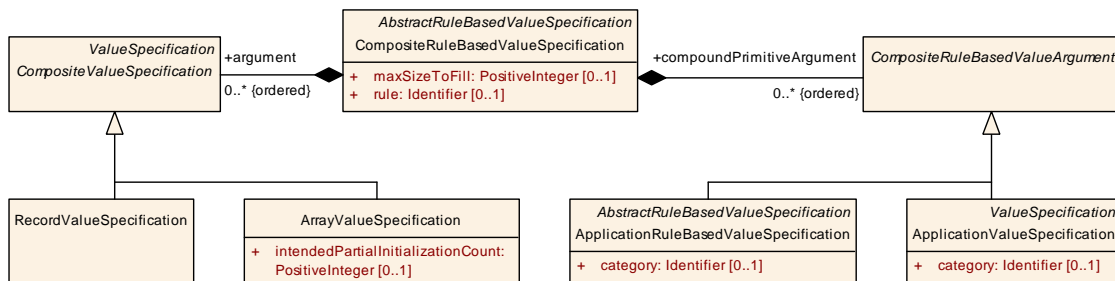 AbstractRuleBasedValueSpecification
CompositeRuleBasedValueSpecification
+ maxSizeToFill: PositiveInteger [0..1]
+ rule: Identifier [0..1]
ValueSpecification
CompositeValueSpecification
+argument
0..* {ordered}
+compoundPrimitiveArgument
0..* {ordered}
CompositeRuleBasedValueArgument
RecordValueSpecification
ArrayValueSpecification
+ intendedPartialInitializationCount:
PositiveInteger [0..1]
AbstractRuleBasedValueSpecification
ApplicationRuleBasedValueSpecification
+ category: Identifier [0..1]
ValueSpecification
ApplicationValueSpecification
+ category: Identifier [0..1]